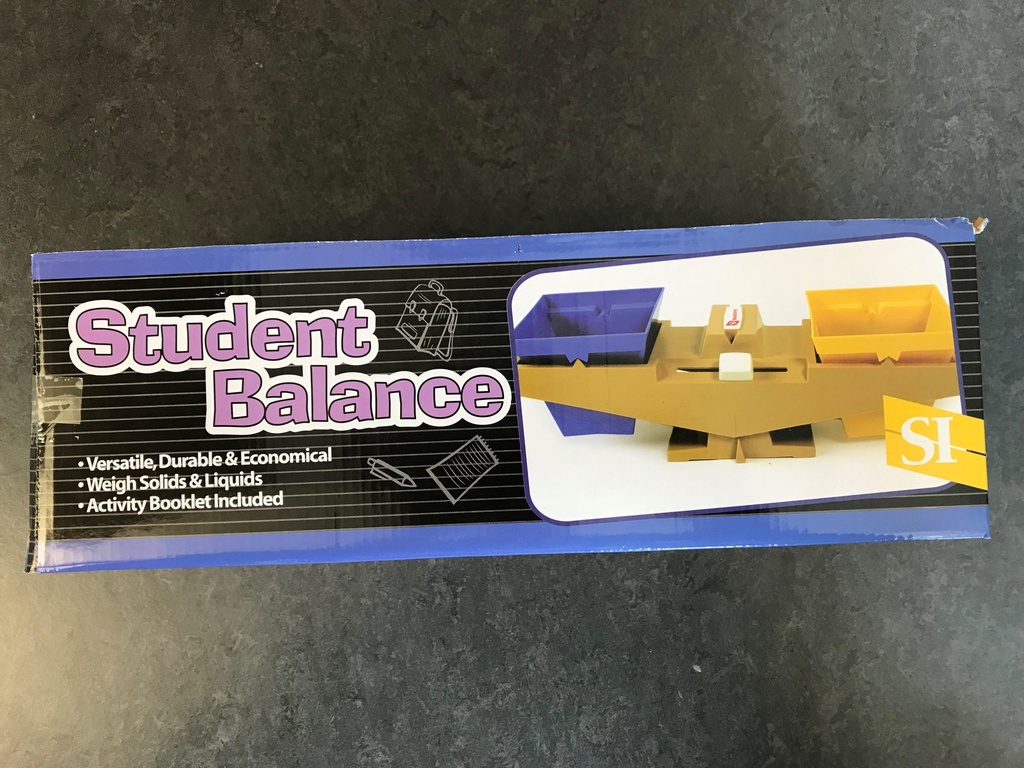 Student
Balance
• Versatile, Durable & Economical
• Weigh Solids & Liquids
• Activity Booklet Included
SI